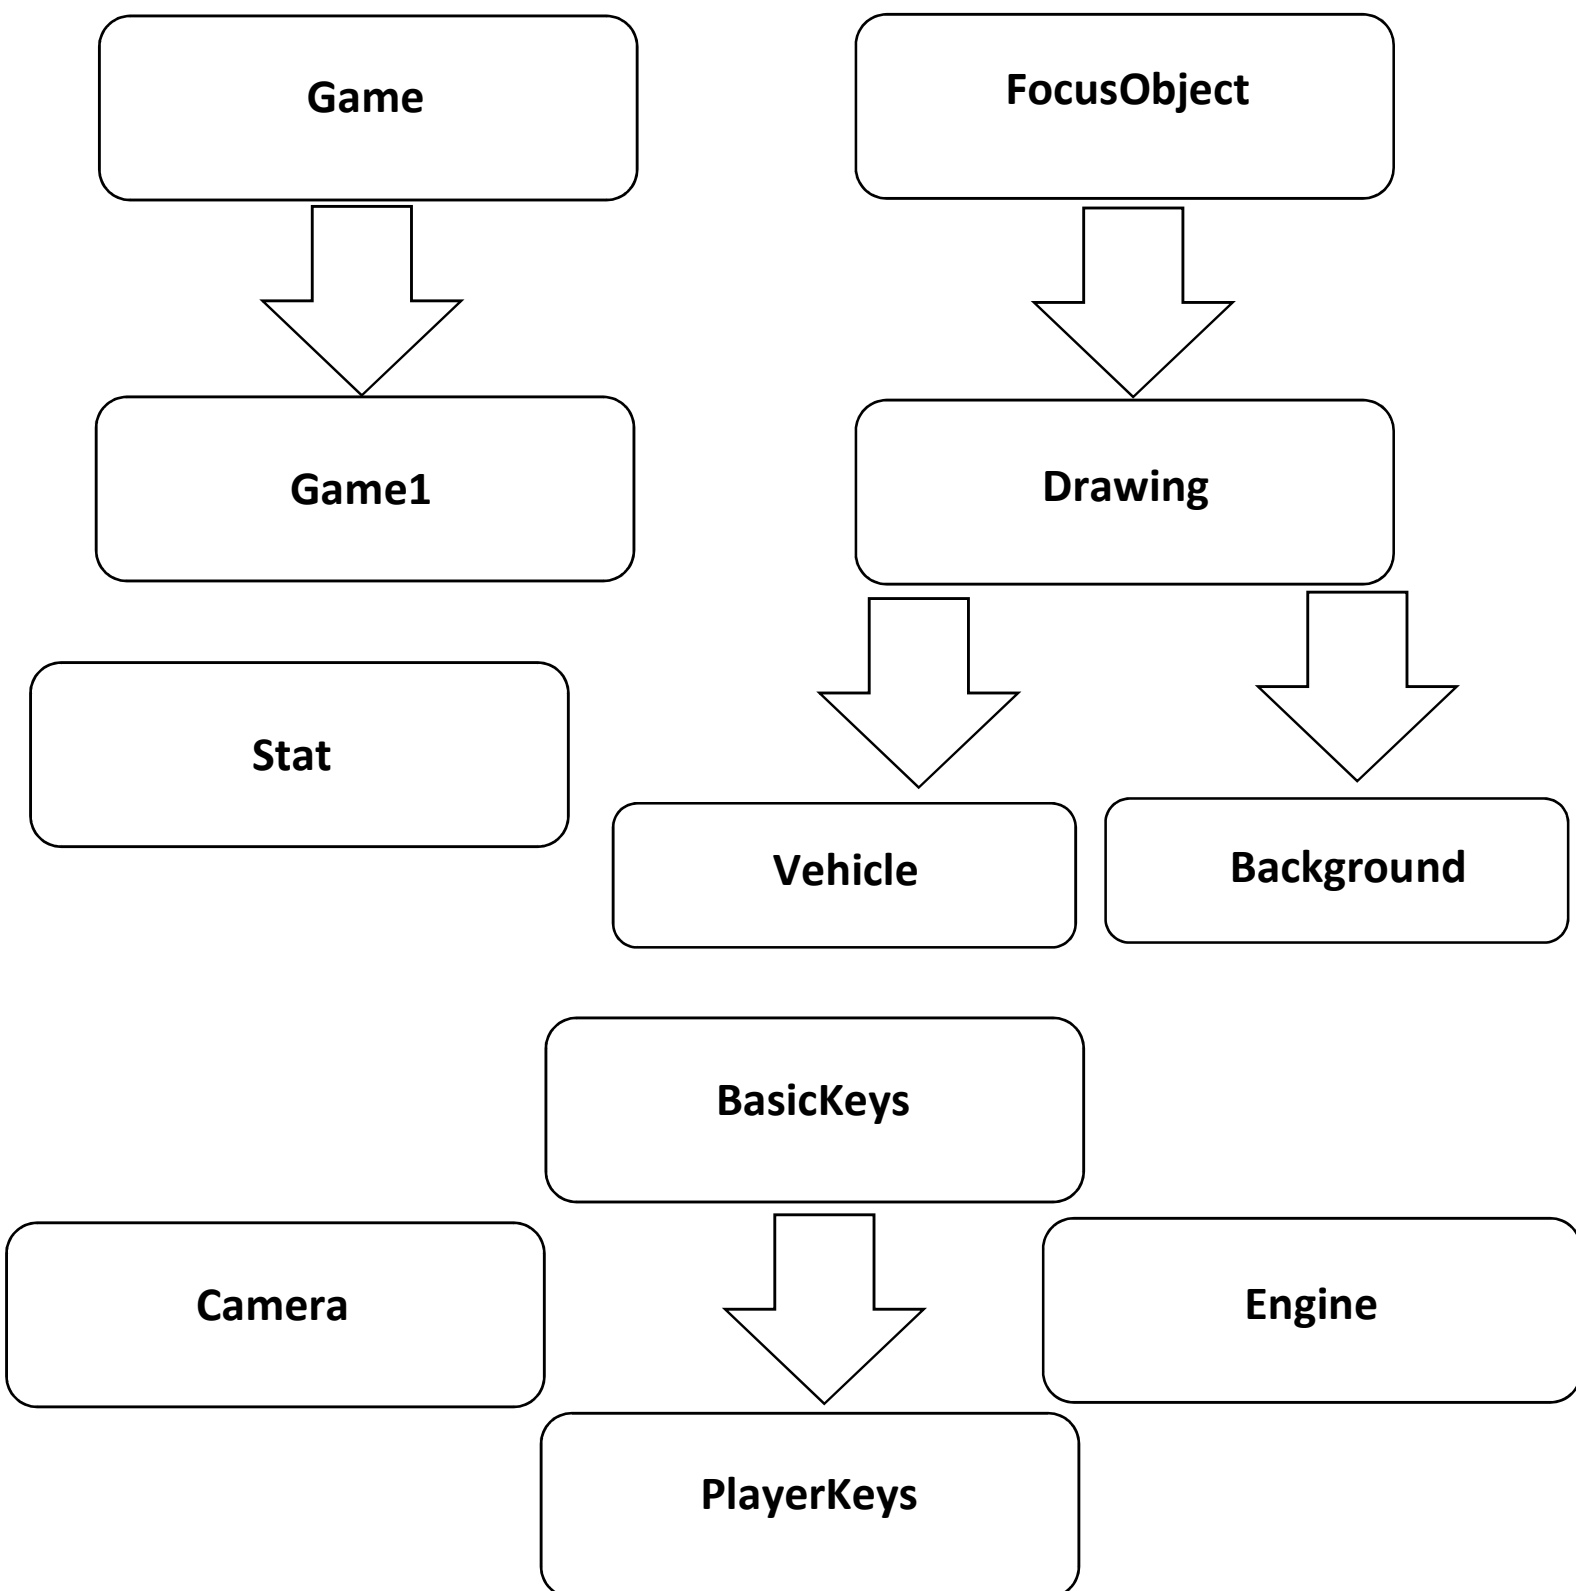 Game
FocusObject
Game1
Drawing
Stat
Vehicle
Background
BasicKeys
Camera
Engine
PlayerKeys